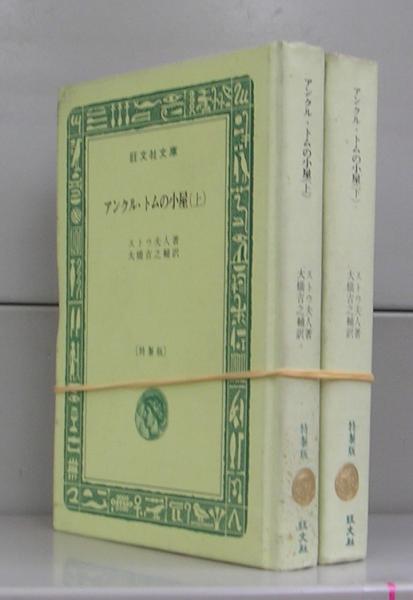 旺文社文庫
アンクル・トムの小屋(上)
ストウ夫人著
大橋吉之輔訳
[特製版]
アンクル・トムの小屋(上)
ストウ夫人著
大橋吉之輔訳
特製版
旺文社
アンクル・トムの小屋(下)
ストウ夫人著
大橋吉之輔訳
特製版
旺文社